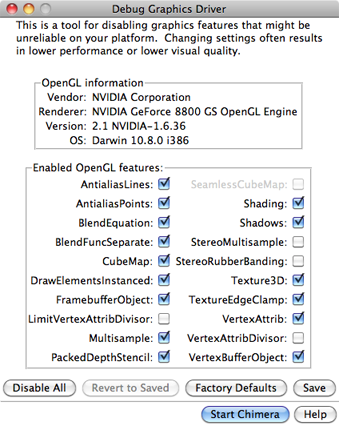 Debug Graphics Driver
This is a tool for disabling graphics features that might be
unreliable on your platform.  Changing settings often results
in lower performance or lower visual quality.
OpenGL information
Vendor: NVIDIA Corporation
Renderer: NVIDIA GeForce 8800 GS OpenGL Engine
Version: 2.1 NVIDIA-1.6.36
OS: Darwin 10.8.0 i386
Enabled OpenGL features:
AntialiasLines: SeamlessCubeMap:
AntialiasPoints: Shading:
BlendEquation: Shadows:
BlendFuncSeparate: StereoMultisample:
CubeMap: StereoRubberBanding:
DrawElementsInstanced: Texture3D:
FramebufferObject: TextureEdgeClamp:
LimitVertexAttribDivisor: VertexAttrib:
Multisample: VertexAttribDivisor:
PackedDepthStencil: VertexBufferObject:
Disable All Revert to Saved Factory Defaults Save
Start Chimera Help